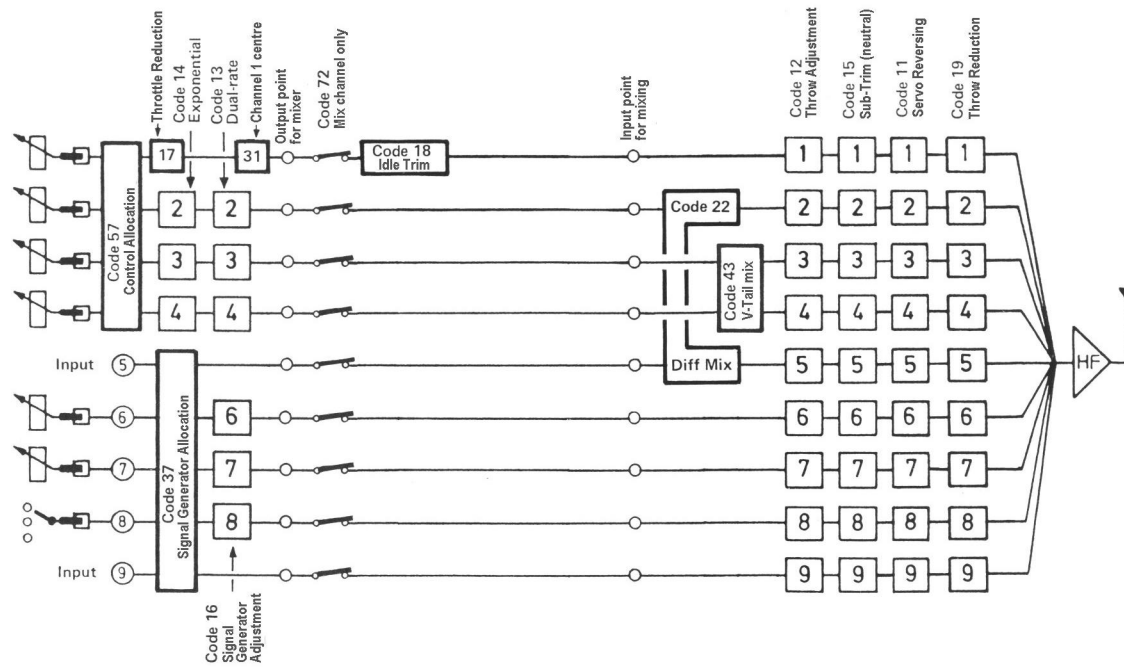 Throttle Reduction
Code 14
Exponential
Code 13
Dual-rate
Channel 1 centre
Output point
for mixer
Code 72
Mix channel only
Input point
for mixing
Code 12
Throw Adjustment
Code 15
Sub-Trim (neutral)
Code 11
Servo Reversing
Code 19
Throw Reduction
Code 57
Control Allocation
17
31
Code 18
Idle Trim
1 1 1 1
2 2
Code 22
2 2 2 2
3 3
Code 43
V-Tail mix
3 3 3 3
4 4
4 4 4 4
HF
Input 5
Code 37
Signal Generator Allocation
Diff Mix
5 5 5 5
6
6
6 6 6 6
7
7
7 7 7 7
8
8
8 8 8 8
Input 9
9 9 9 9
Code 16
Signal
Generator
Adjustment